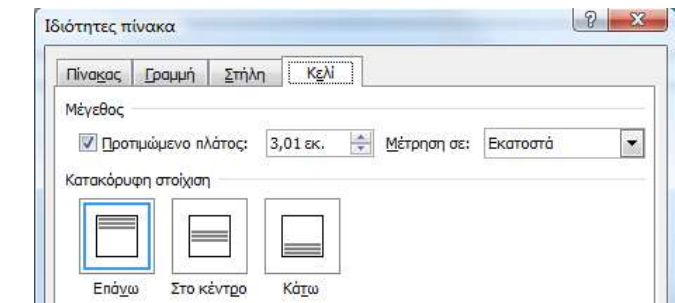 Ιδιότητες πίνακα
Πίνακας Γραμμή Στήλη Κελί
Μέγεθος
Προτιμώμενο πλάτος: 3,01 εκ. Μέτρηση σε: Εκατοστά
Κατακόρυφη στοίχιση
Επάνω Στο κέντρο Κάτω